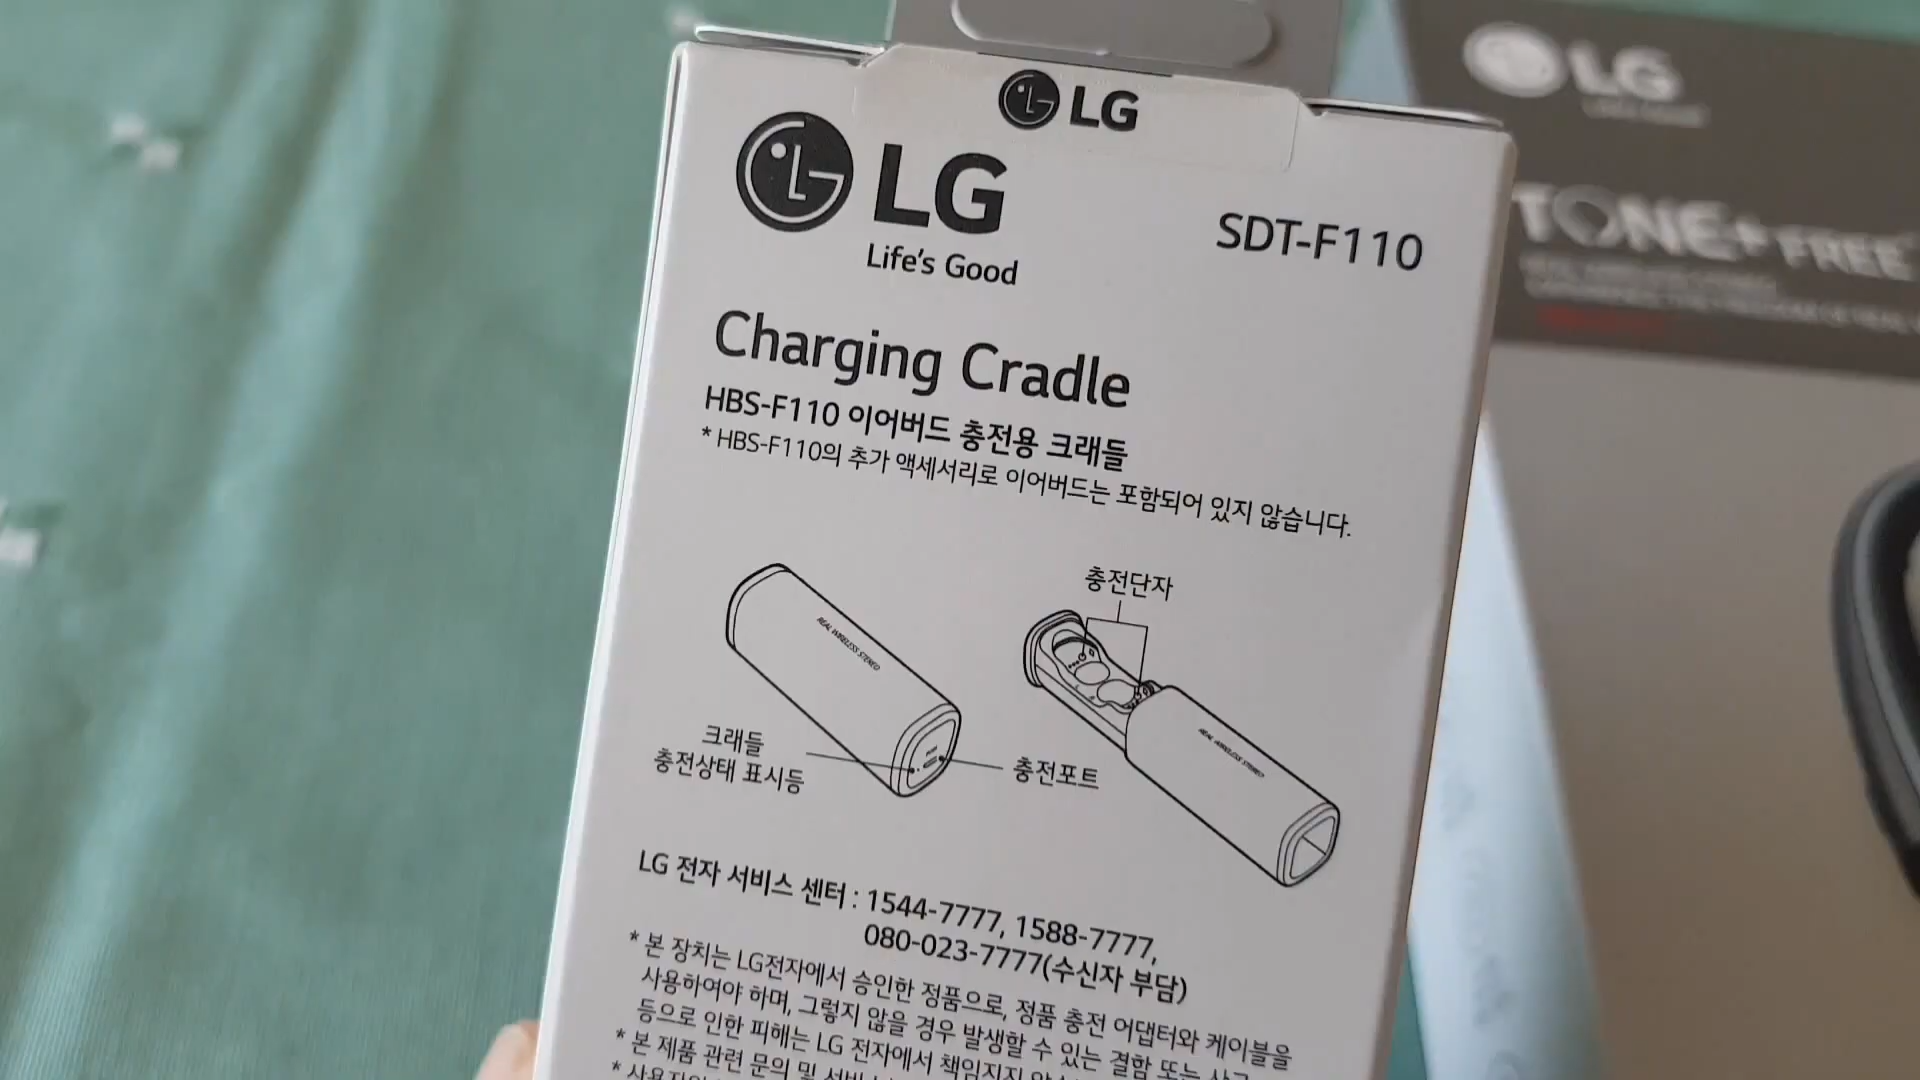 LG
LG
Life's Good
SDT-F110
Charging Cradle
HBS-F110 이어버드 충전용 크래들
* HBS-F110의 추가 액세서리로 이어버드는 포함되어 있지 않습니다.
충전단자
REAL WIRELESS STEREO
REAL WIRELESS STEREO
크래들
충전상태 표시등
충전포트
LG 전자 서비스 센터 : 1544-7777, 1588-7777,
080-023-7777(수신자 부담)
* 본 장치는 LG전자에서 승인한 정품으로, 정품 충전 어댑터와 케이블을
사용하여야 하며, 그렇지 않을 경우 발생할 수 있는 결함 또는
등으로 인한 피해는 LG 전자에서 책임지지
* 본 제품 관련 문의 및
LG
TONE+ FREE